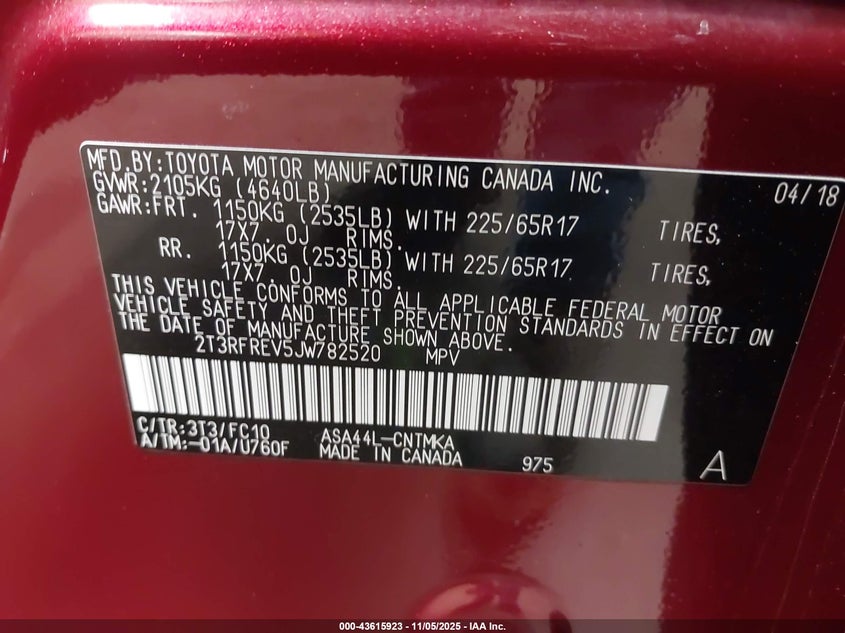 MFD.BY:TOYOTA MOTOR MANUFACTURING CANADA INC. 04/18
GVWR:2105KG (4640LB)
GAWR:FRT. 1150KG (2535LB) WITH 225/65R17 TIRES,
17X7.0J RIMS.
RR. 1150KG (2535LB) WITH 225/65R17 TIRES,
17X7.0J RIMS.
THIS VEHICLE CONFORMS TO ALL APPLICABLE FEDERAL MOTOR
VEHICLE SAFETY AND THEFT PREVENTION STANDARDS IN EFFECT ON
THE DATE OF MANUFACTURE SHOWN ABOVE.
2T3RFREV5JW782520 MPV
C/TR:3T3/FC10 ASA44L-CNTMKA
A/TM:-01A/U760F MADE IN CANADA 975 A
000-43615923 - 11/05/2025 - IAA Inc.